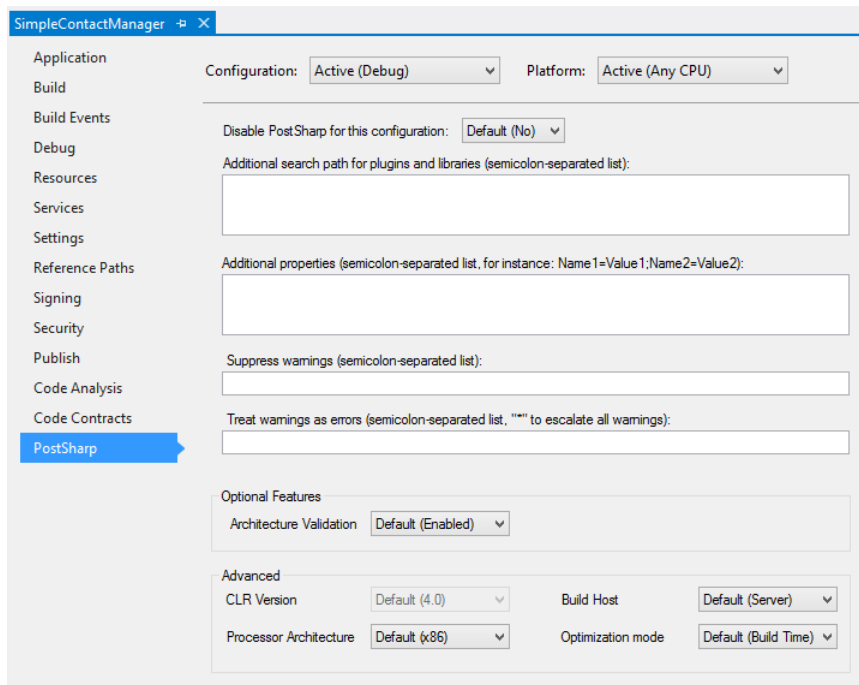 SimpleContactManager
Application
Build
Build Events
Debug
Resources
Services
Settings
Reference Paths
Signing
Security
Publish
Code Analysis
Code Contracts
PostSharp
Configuration: Active (Debug) Platform: Active (Any CPU)
Disable PostSharp for this configuration: Default (No)
Additional search path for plugins and libraries (semicolon-separated list):
Additional properties (semicolon-separated list, for instance: Name1=Value1;Name2=Value2):
Suppress warnings (semicolon-separated list):
Treat warnings as errors (semicolon-separated list, "*" to escalate all warnings):
Optional Features
Architecture Validation Default (Enabled)
Advanced
CLR Version Default (4.0) Build Host Default (Server)
Processor Architecture Default (x86) Optimization mode Default (Build Time)